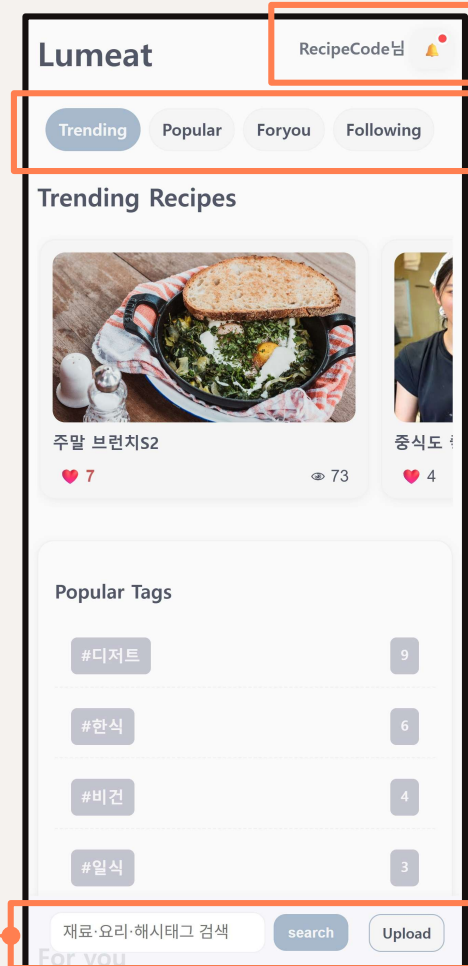 Lumeat
RecipeCode님
Trending Popular Foryou Following
Trending Recipes
주말 브런치S2
7 73
중식도
4
Popular Tags
#디저트 9
#한식 6
#비건 4
#일식 3
재료·요리·해시태그 검색 search Upload
For you